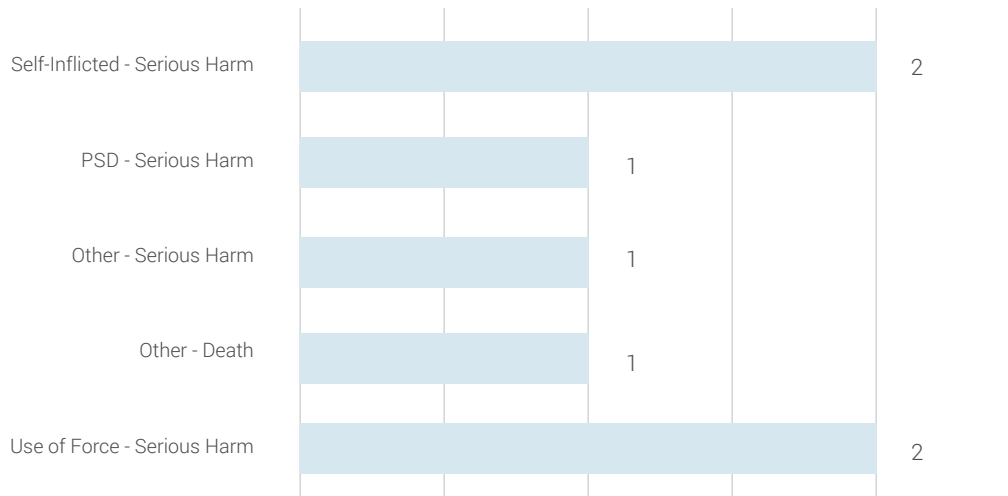 Self-Inflicted - Serious Harm 2
PSD - Serious Harm 1
Other - Serious Harm 1
Other - Death 1
Use of Force - Serious Harm 2